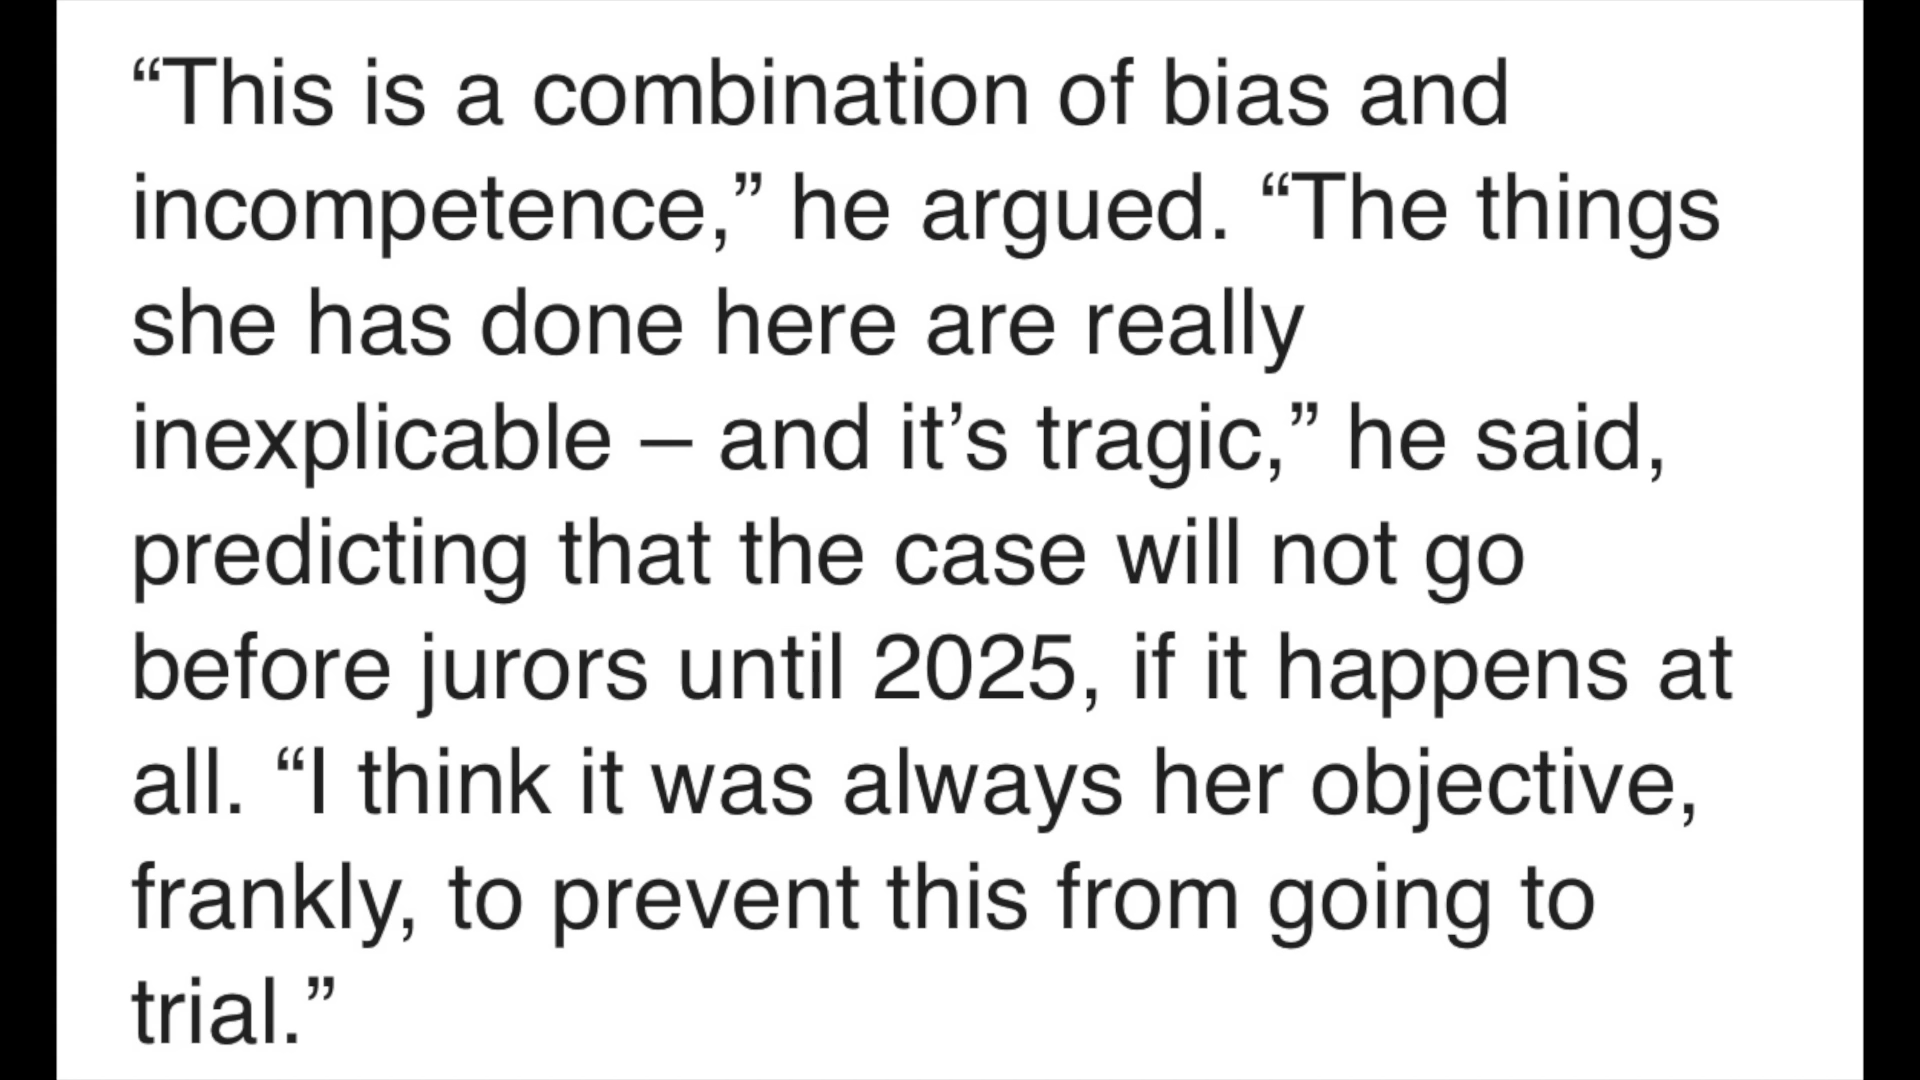 “This is a combination of bias and
incompetence,” he argued. “The things
she has done here are really
inexplicable – and it’s tragic,” he said,
predicting that the case will not go
before jurors until 2025, if it happens at
all. “I think it was always her objective,
frankly, to prevent this from going to
trial.”